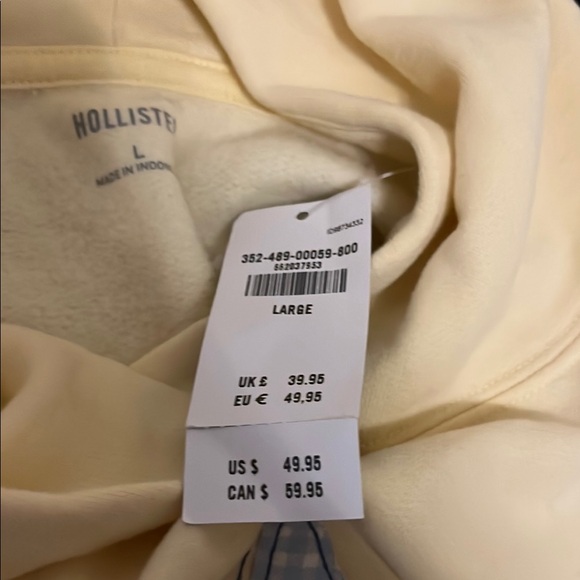 HOLLISTE
L
MADE IN INDON
352-489-00059-800
552037953
LARGE
UK £ 39.95
EU € 49.95
US $ 49.95
CAN $ 59.95